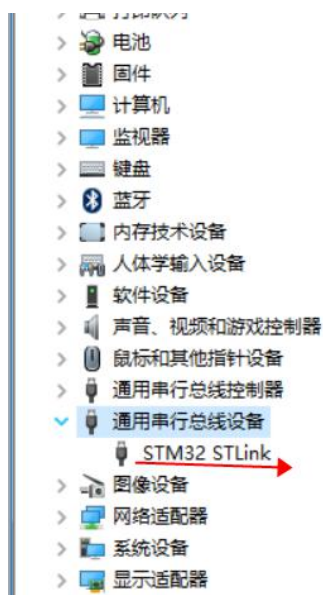 电池
固件
计算机
监视器
键盘
蓝牙
内存技术设备
人体学输入设备
软件设备
声音、视频和游戏控制器
鼠标和其他指针设备
通用串行总线控制器
通用串行总线设备
STM32 STLink
图像设备
网络适配器
系统设备
显示适配器